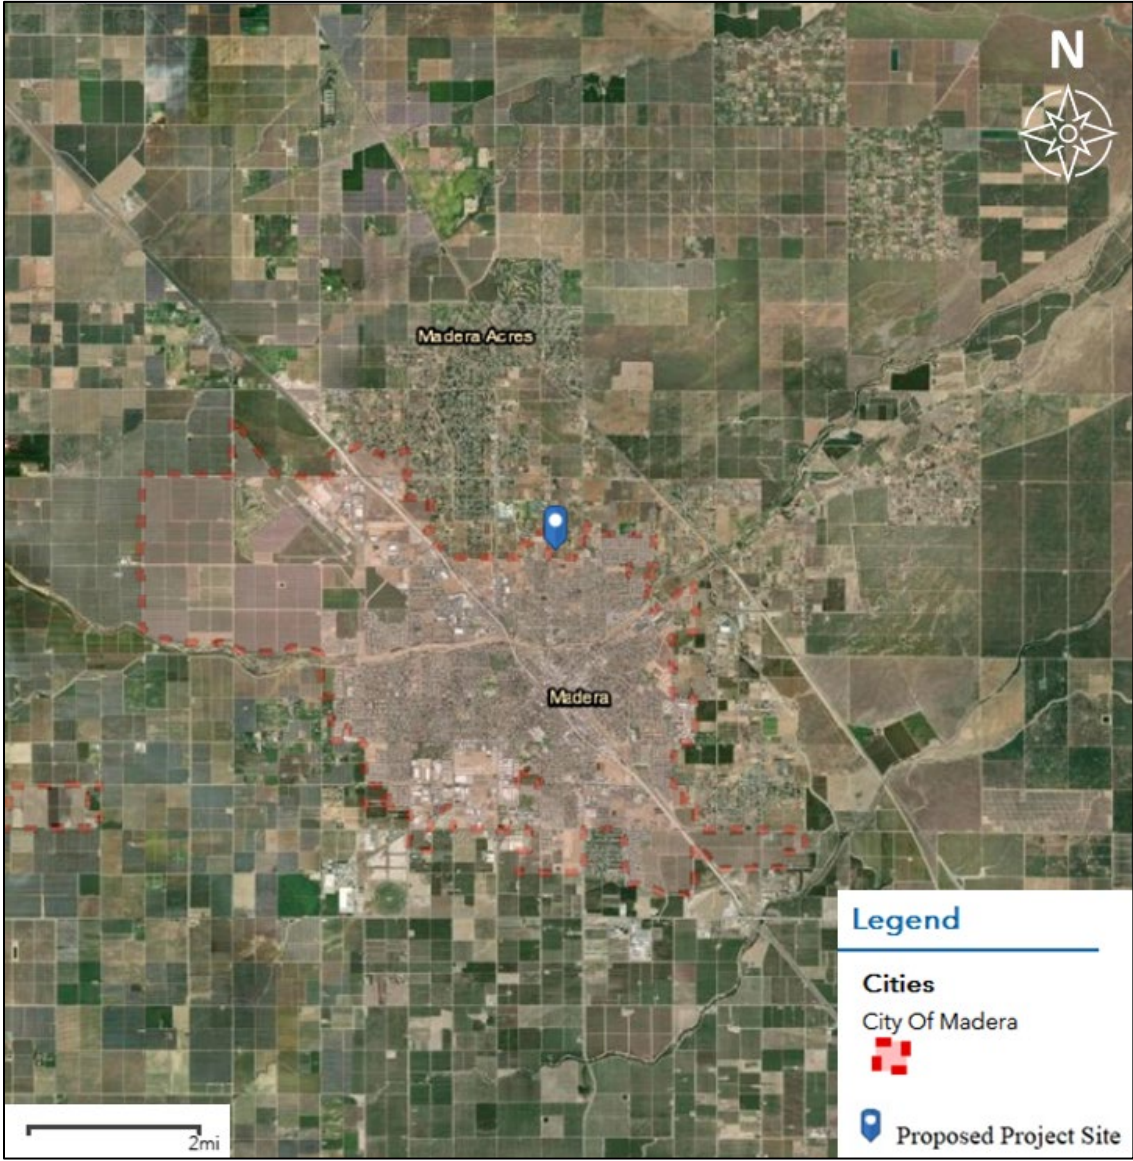 N
Madera Acres
Madera
Legend
Cities
City Of Madera
Proposed Project Site
2mi